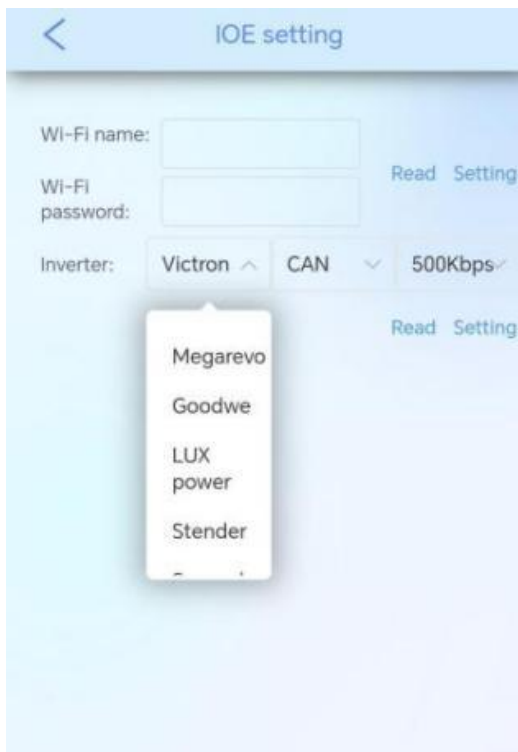 IOE setting
Wi-Fi name:
Wi-Fi
password:
Read Setting
Inverter: Victron CAN 500Kbps
Read Setting
Megarevo
Goodwe
LUX
power
Stender